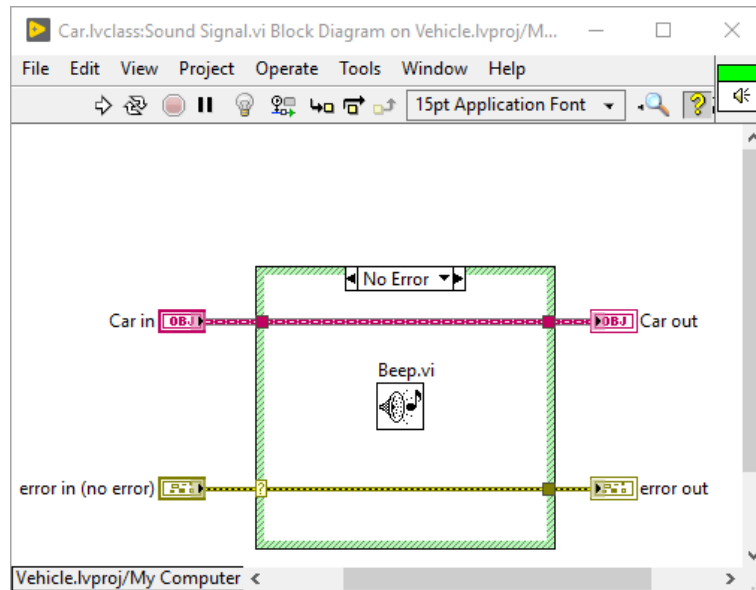 Car.lvclass:Sound Signal.vi Block Diagram on Vehicle.lvproj/M...
File Edit View Project Operate Tools Window Help
15pt Application Font
No Error
Car in OBJ OBJ Car out
Beep.vi
error in (no error) ? error out
Vehicle.lvproj/My Computer